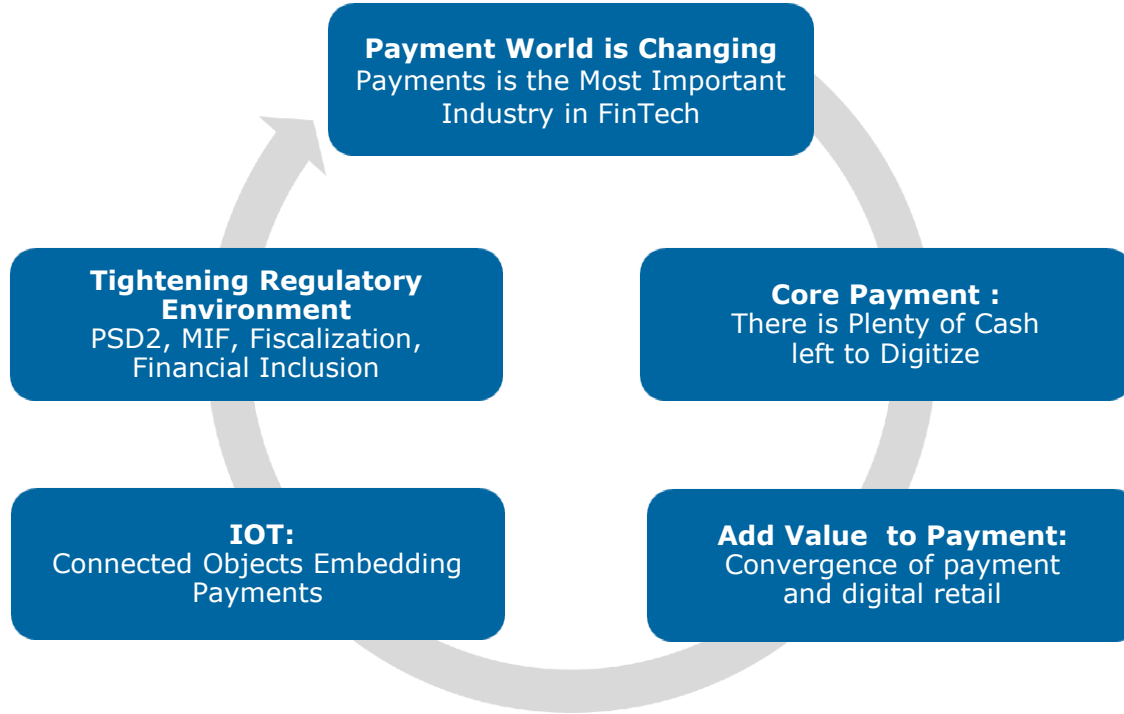 Payment World is Changing
Payments is the Most Important
Industry in FinTech
Tightening Regulatory
Environment
PSD2, MIF, Fiscalization,
Financial Inclusion
Core Payment :
There is Plenty of Cash
left to Digitize
IOT:
Connected Objects Embedding
Payments
Add Value  to Payment:
Convergence of payment
and digital retail